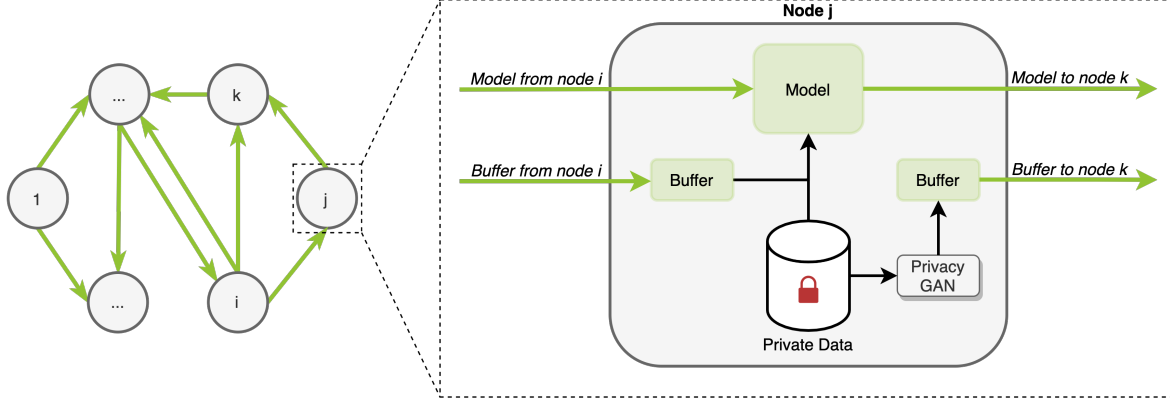 ...
k
1
j
...
i
Node j
Model from node i
Model
Model to node k
Buffer from node i
Buffer
Buffer
Buffer to node k
Privacy
GAN
Private Data